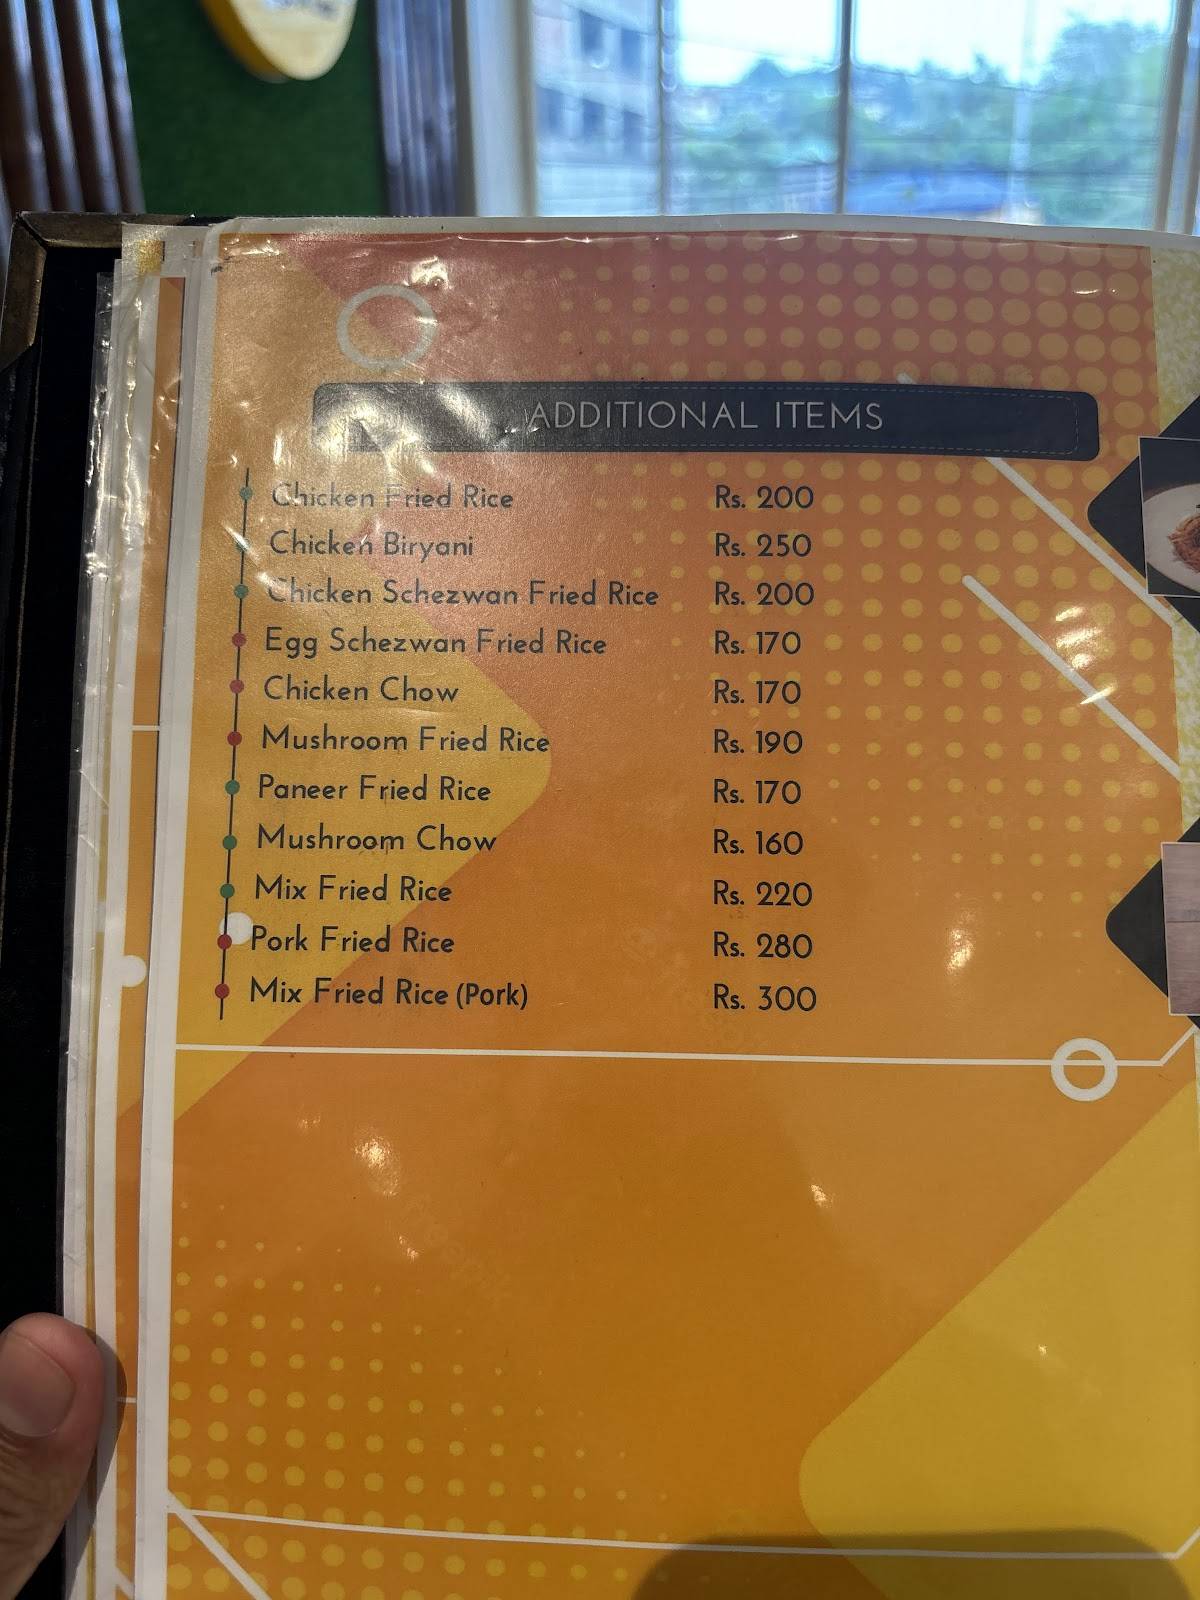 ADDITIONAL ITEMS
Chicken Fried Rice Rs. 200
Chicken Biryani Rs. 250
Chicken Schezwan Fried Rice Rs. 200
Egg Schezwan Fried Rice Rs. 170
Chicken Chow Rs. 170
Mushroom Fried Rice Rs. 190
Paneer Fried Rice Rs. 170
Mushroom Chow Rs. 160
Mix Fried Rice Rs. 220
Pork Fried Rice Rs. 280
Mix Fried Rice (Pork) Rs. 300